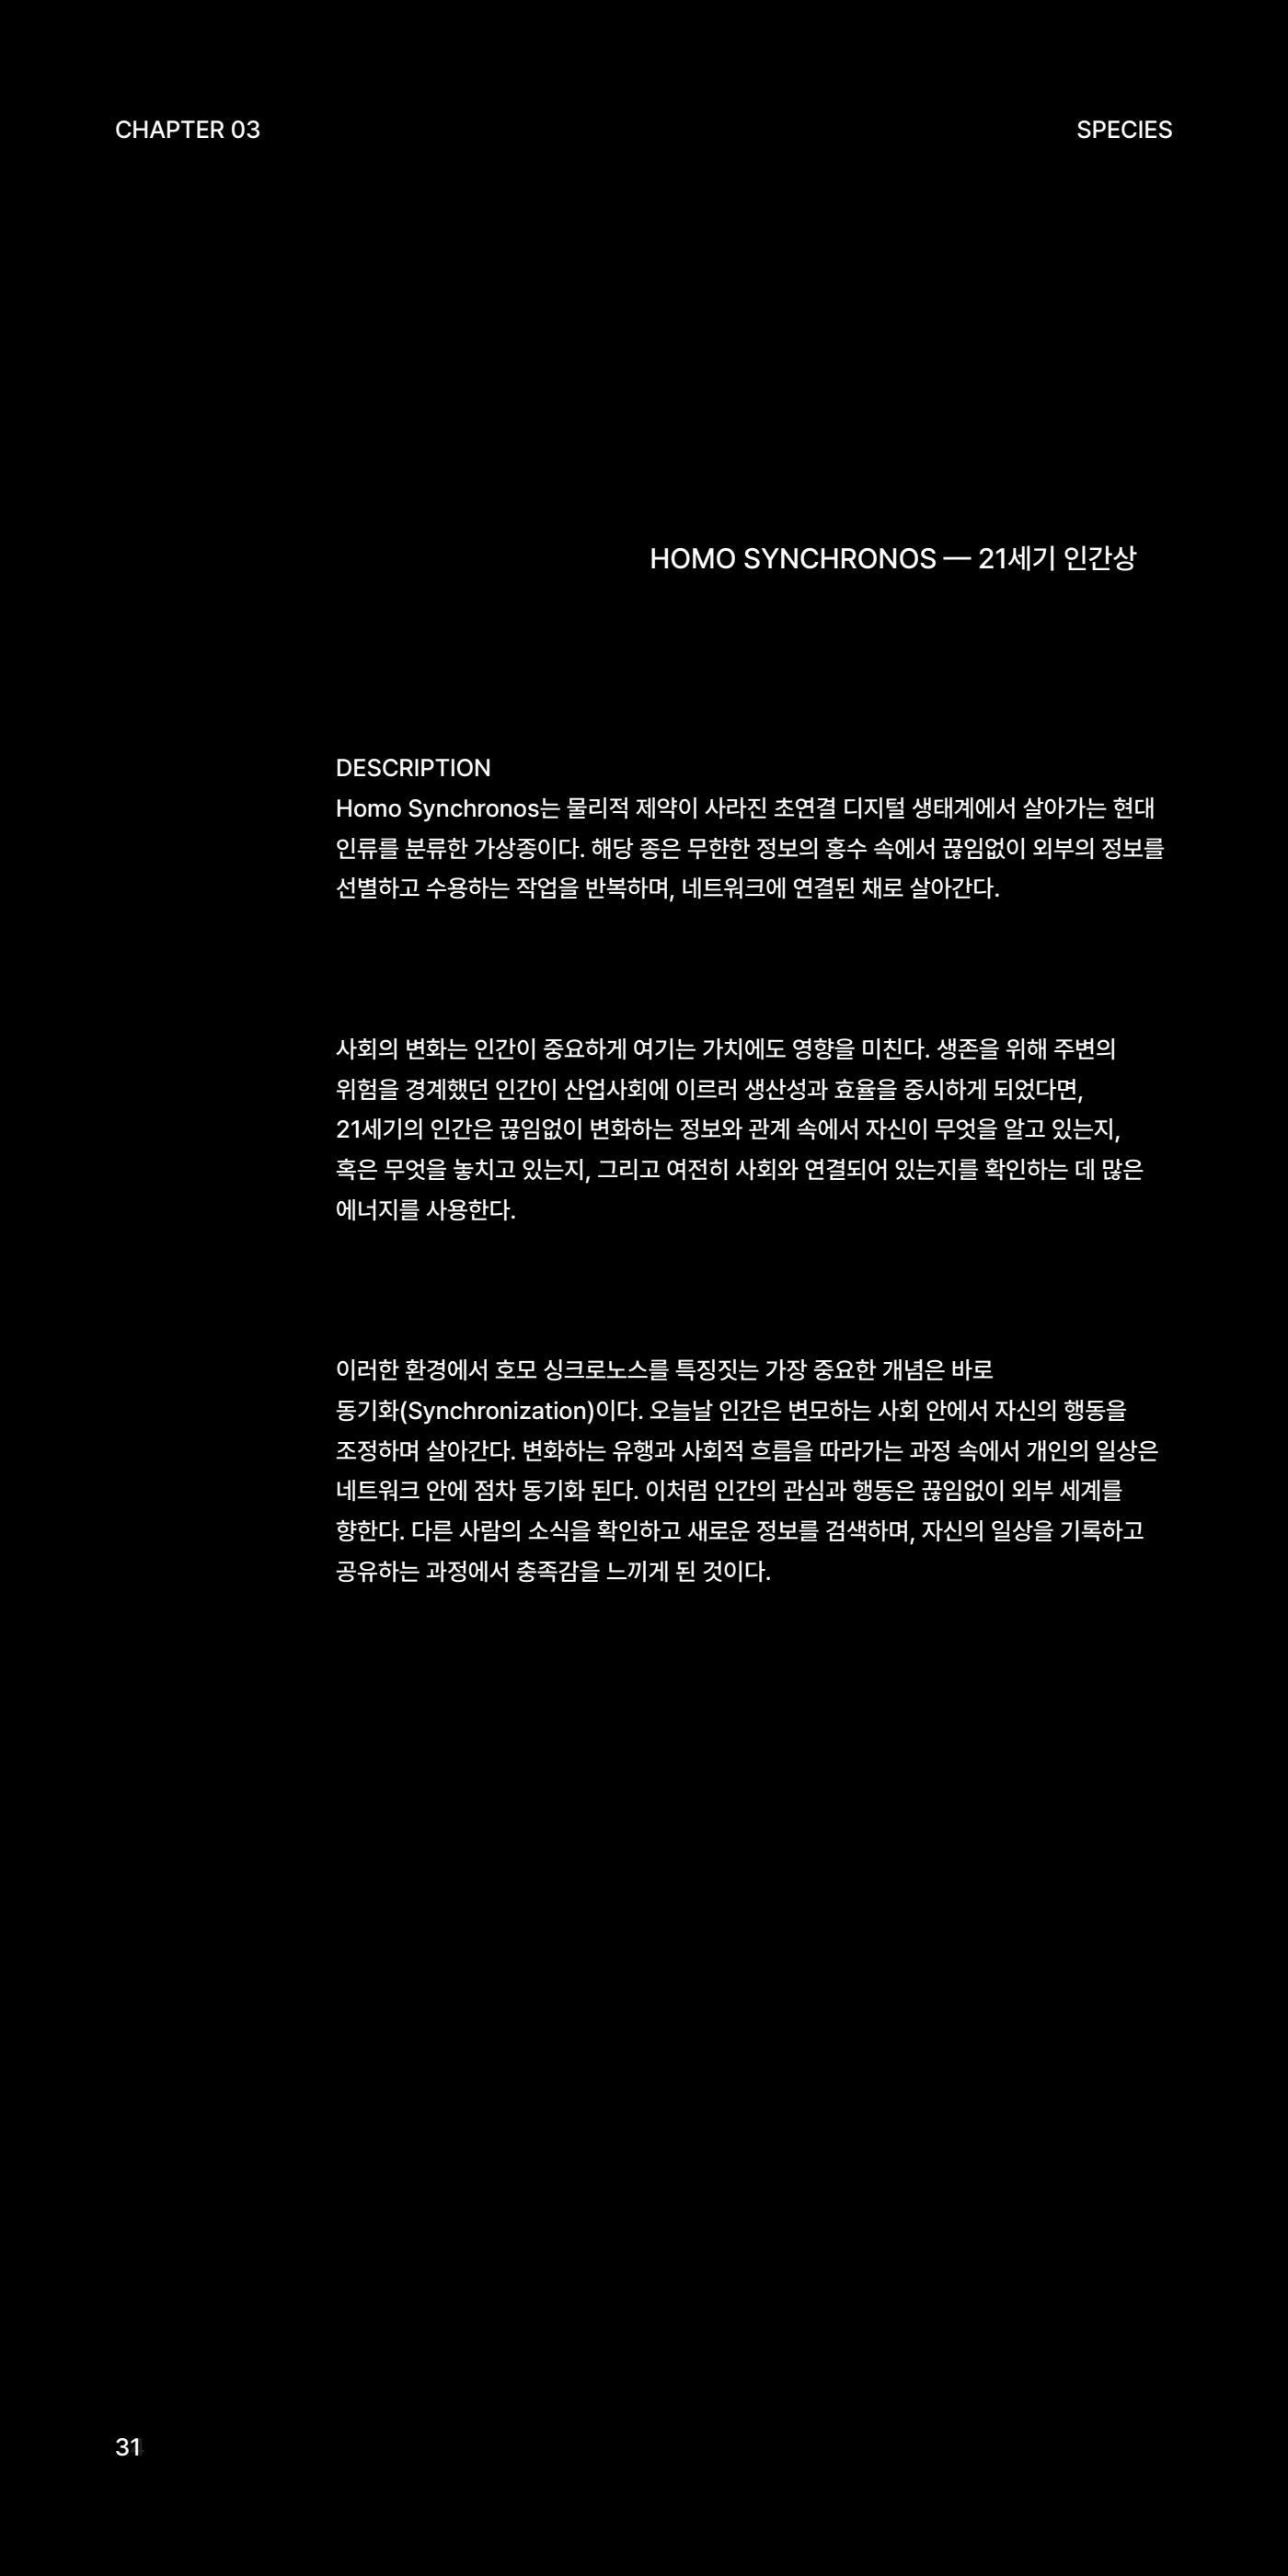 CHAPTER 03
SPECIES
HOMO SYNCHRONOS — 21세기 인간상
DESCRIPTION
Homo Synchronos는 물리적 제약이 사라진 초연결 디지털 생태계에서 살아가는 현대
인류를 분류한 가상종이다. 해당 종은 무한한 정보의 홍수 속에서 끊임없이 외부의 정보를
선별하고 수용하는 작업을 반복하며, 네트워크에 연결된 채로 살아간다.
사회의 변화는 인간이 중요하게 여기는 가치에도 영향을 미친다. 생존을 위해 주변의
위험을 경계했던 인간이 산업사회에 이르러 생산성과 효율을 중시하게 되었다면,
21세기의 인간은 끊임없이 변화하는 정보와 관계 속에서 자신이 무엇을 알고 있는지,
혹은 무엇을 놓치고 있는지, 그리고 여전히 사회와 연결되어 있는지를 확인하는 데 많은
에너지를 사용한다.
이러한 환경에서 호모 싱크로노스를 특징짓는 가장 중요한 개념은 바로
동기화(Synchronization)이다. 오늘날 인간은 변모하는 사회 안에서 자신의 행동을
조정하며 살아간다. 변화하는 유행과 사회적 흐름을 따라가는 과정 속에서 개인의 일상은
네트워크 안에 점차 동기화 된다. 이처럼 인간의 관심과 행동은 끊임없이 외부 세계를
향한다. 다른 사람의 소식을 확인하고 새로운 정보를 검색하며, 자신의 일상을 기록하고
공유하는 과정에서 충족감을 느끼게 된 것이다.
31